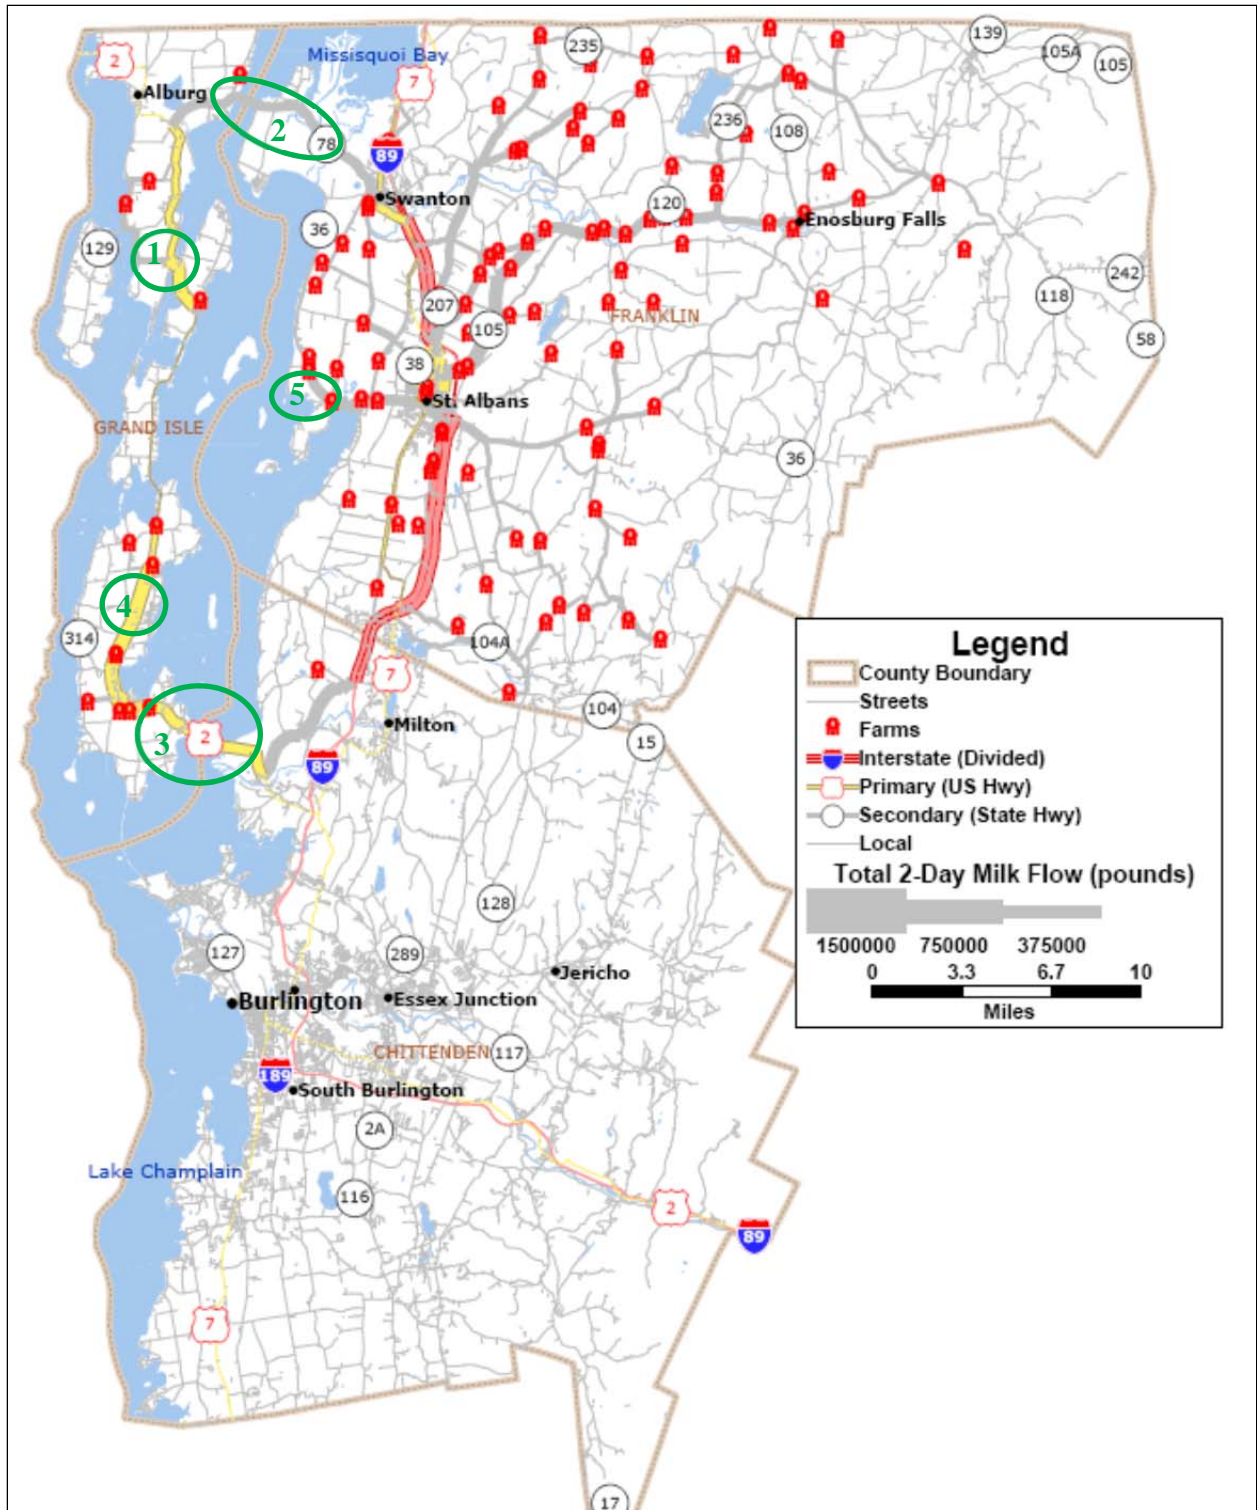 139
235
Missisquoi Bay
2
105A
7
105
Alburg
236
108
2
78
89
Swanton
120
Enosburg Falls
36
129
1
242
118
207
FRANKLIN
105
58
38
5
St. Albans
GRAND ISLE
36
4
314
104A
Legend
County Boundary
7
Streets
104
Milton
Farms
3
2
15
89
Interstate (Divided)
Primary (US Hwy)
Secondary (State Hwy)
Local
Total 2-Day Milk Flow (pounds)
128
1500000 750000 375000
127
289
0 3.3 6.7 10
Jericho
Burlington
Essex Junction
Miles
CHITTENDEN
117
189
South Burlington
2A
Lake Champlain
116
2
89
7
17